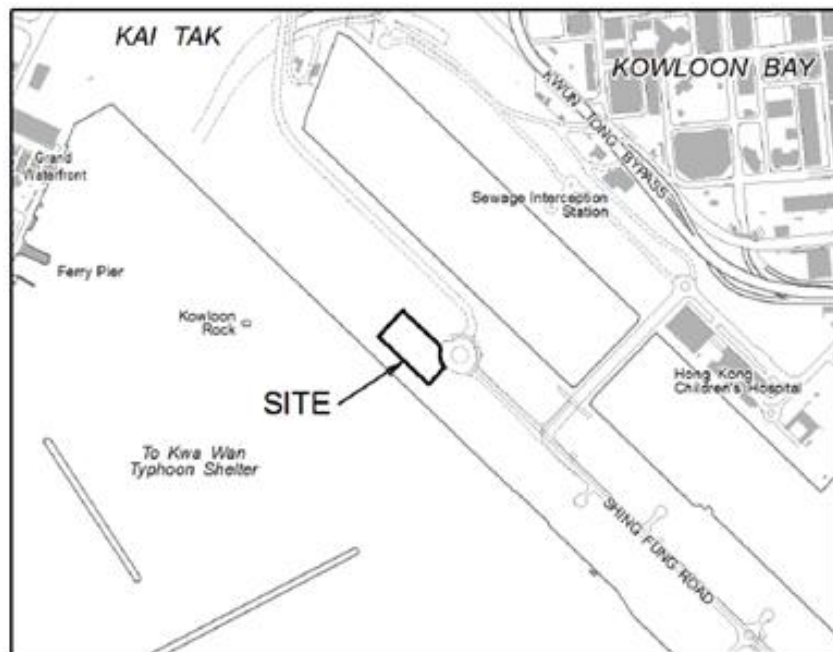 KAI TAK
KOWLOON BAY
KWUN TONG BYPASS
Grand
Waterfront
Sewage Interception
Station
Ferry Pier
Kowloon
Rock
Hong Kong
Children's Hospital
SITE
To Kwa Wan
Typhoon Shelter
SHING FUNG ROAD